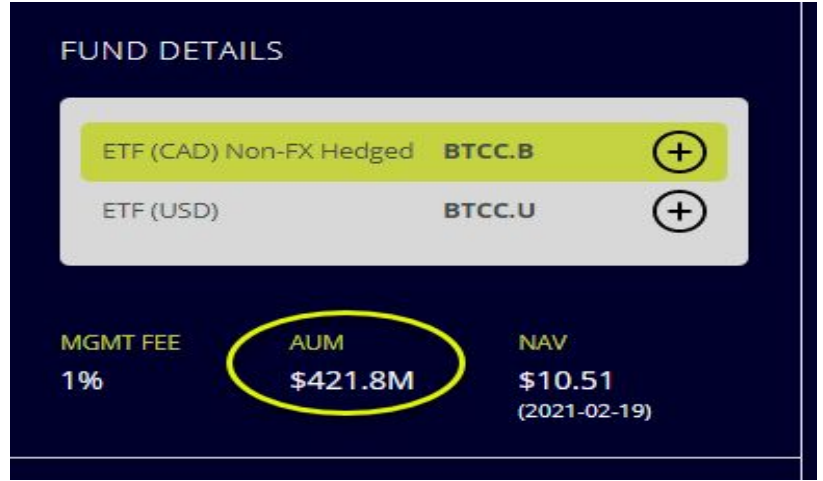 FUND DETAILS
ETF (CAD) Non-FX Hedged BTCC.B
ETF (USD) BTCC.U
MGMT FEE AUM NAV
1% $421.8M $10.51
(2021-02-19)